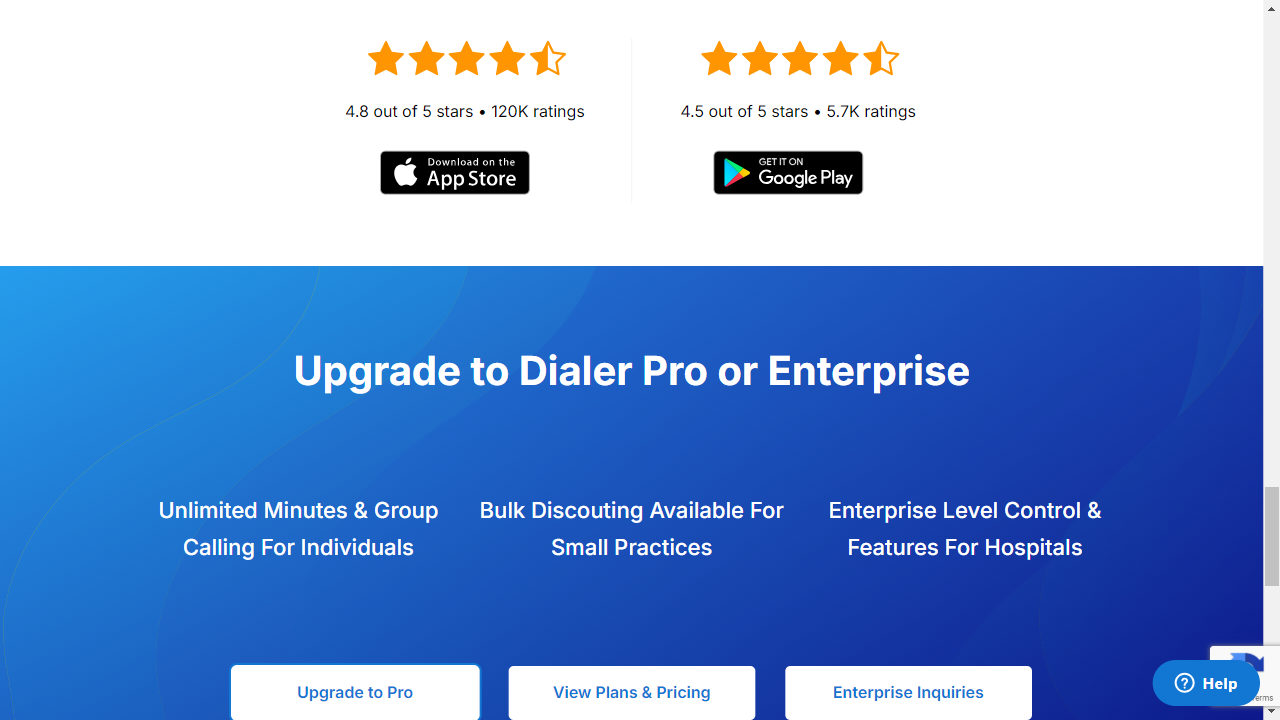 4.8 out of 5 stars • 120K ratings
Download on the
App Store
4.5 out of 5 stars • 5.7K ratings
GET IT ON
Google Play
Upgrade to Dialer Pro or Enterprise
Unlimited Minutes & Group
Calling For Individuals
Bulk Discouting Available For
Small Practices
Enterprise Level Control &
Features For Hospitals
Upgrade to Pro
View Plans & Pricing
Enterprise Inquiries
Help